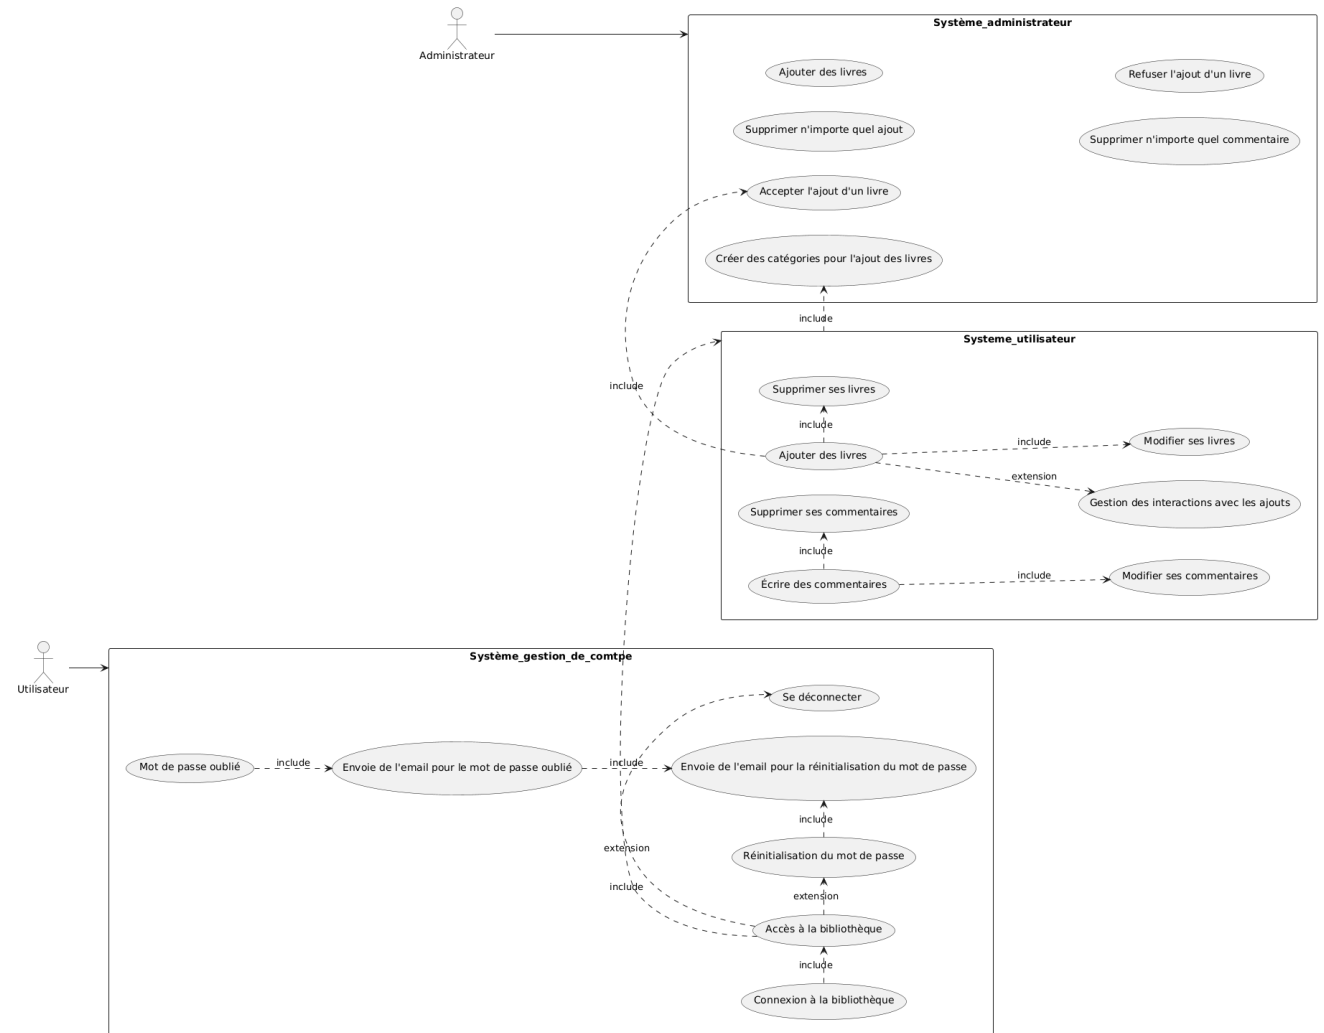 Administrateur
Système_administrateur
Ajouter des livres
Refuser l'ajout d'un livre
Supprimer n'importe quel ajout
Supprimer n'importe quel commentaire
Accepter l'ajout d'un livre
Créer des catégories pour l'ajout des livres
include
Systeme_utilisateur
include
Supprimer ses livres
include
Ajouter des livres
include
Modifier ses livres
extension
Gestion des interactions avec les ajouts
Supprimer ses commentaires
include
Écrire des commentaires
include
Modifier ses commentaires
Utilisateur
Système_gestion_de_comtpe
Se déconnecter
Mot de passe oublié
include
Envoie de l'email pour le mot de passe oublié
include
Envoie de l'email pour la réinitialisation du mot de passe
include
extension
Réinitialisation du mot de passe
include
extension
Accès à la bibliothèque
include
Connexion à la bibliothèque